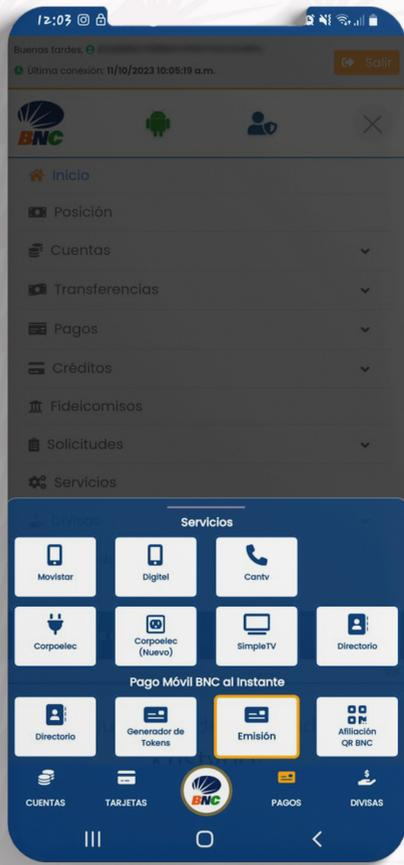 12:03
Buenas tardes,
Última conexión: 11/10/2023 10:05:19 a.m.
Salir
BNC
Inicio
Posición
Cuentas
Transferencias
Pagos
Créditos
Fideicomisos
Solicitudes
Servicios
Divisas
Servicios
Movistar
Digitel
Cantv
Corpoelec
Corpoelec
(Nuevo)
SimpleTV
Directorio
Pago Móvil BNC al Instante
Directorio
Generador de
Tokens
Emisión
Afiliación
QR BNC
CUENTAS
TARJETAS
BNC
PAGOS
DIVISAS